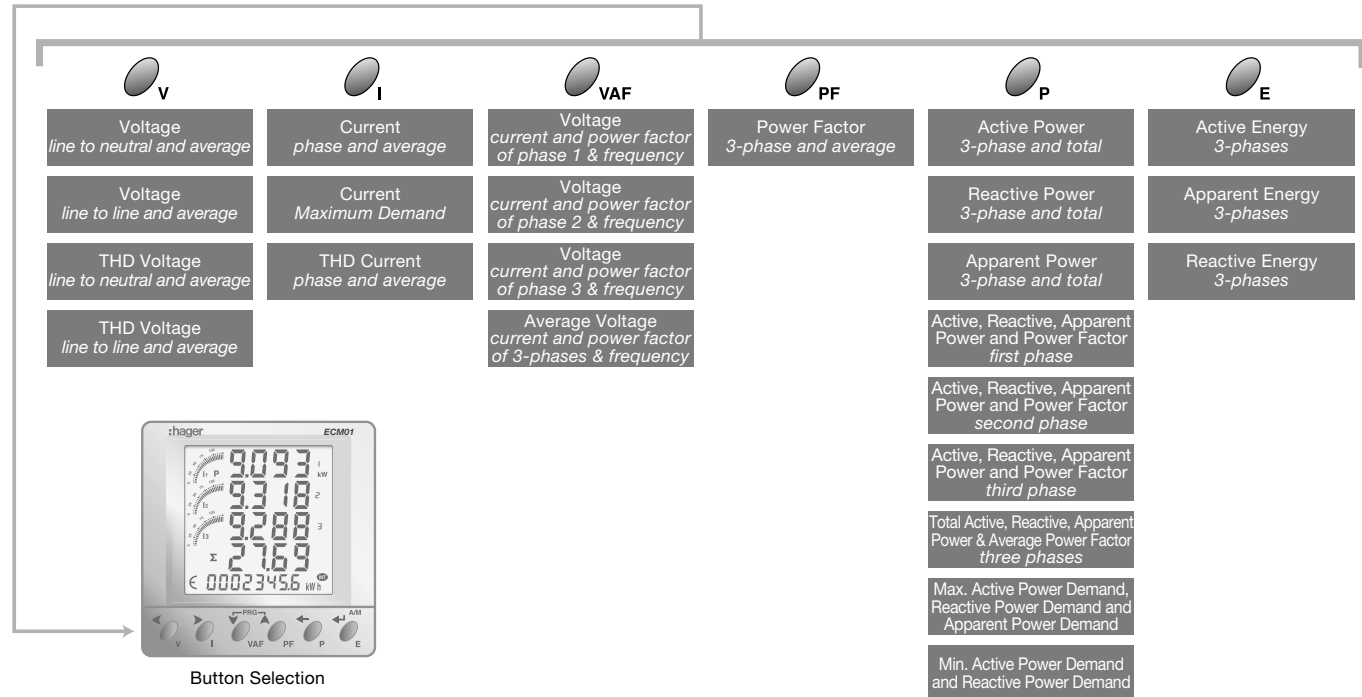 V
I
VAF
PF
P
E
Voltage
line to neutral and average
Voltage
line to line and average
THD Voltage
line to neutral and average
THD Voltage
line to line and average
Current
phase and average
Current
Maximum Demand
THD Current
phase and average
Voltage
current and power factor
of phase 1 & frequency
Voltage
current and power factor
of phase 2 & frequency
Voltage
current and power factor
of phase 3 & frequency
Average Voltage
current and power factor
of 3-phases & frequency
Power Factor
3-phase and average
Active Power
3-phase and total
Reactive Power
3-phase and total
Apparent Power
3-phase and total
Active, Reactive, Apparent
Power and Power Factor
first phase
Active, Reactive, Apparent
Power and Power Factor
second phase
Active, Reactive, Apparent
Power and Power Factor
third phase
Total Active, Reactive, Apparent
Power & Average Power Factor
three phases
Max. Active Power Demand,
Reactive Power Demand and
Apparent Power Demand
Min. Active Power Demand
and Reactive Power Demand
Active Energy
3-phases
Apparent Energy
3-phases
Reactive Energy
3-phases
:hager ECM01
I1 P 9.093 1 kW
I2 9.318 2
I3 9.288 3
Σ 27.69
€ 0002345.6 kWh INT
PRG A/M
V I VAF PF P E
Button Selection